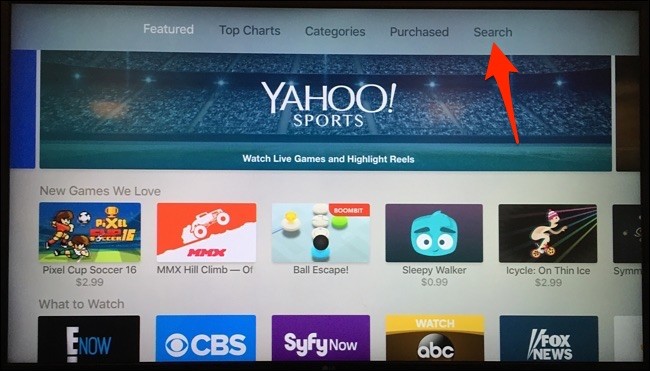 Featured Top Charts Categories Purchased Search
YAHOO!
SPORTS
Watch Live Games and Highlight Reels
New Games We Love
PIXEL
CUP
SOCCER 16
MMX
BOOMBIT
Pixel Cup Soccer 16 MMX Hill Climb — Of Ball Escape! Sleepy Walker Icycle: On Thin Ice Symm
$2.99 $0.99 $2.99
What to Watch
E NOW
CBS
Syfy Now
WATCH
abc
FOX
NEWS